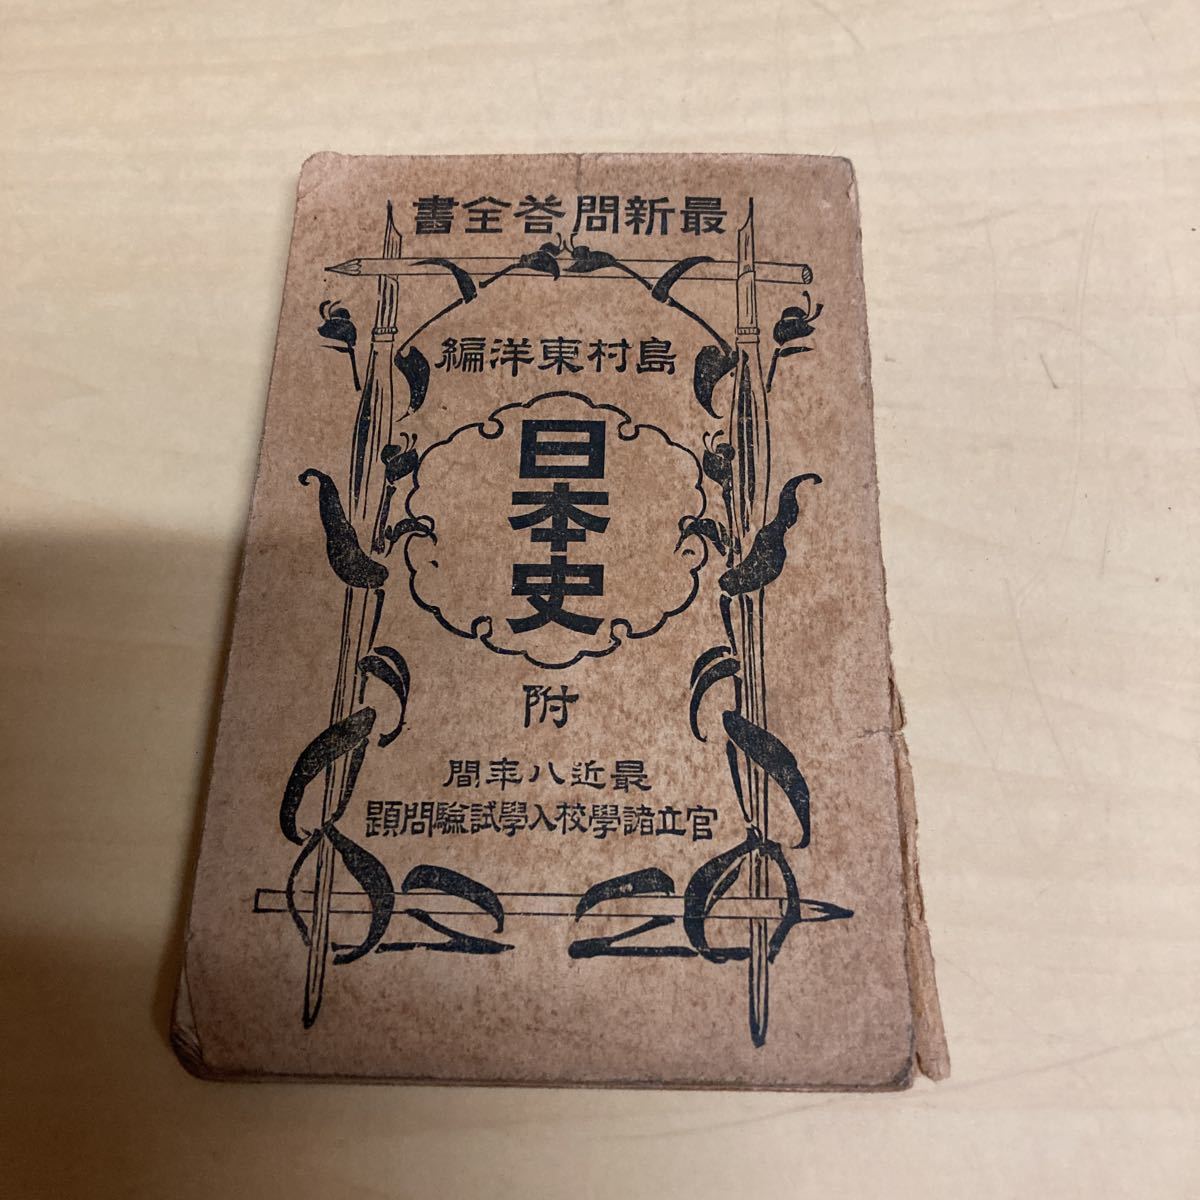 最新問答全書
島村東洋編
日本史
附
最近八年間
官立諸學校入學試驗問題